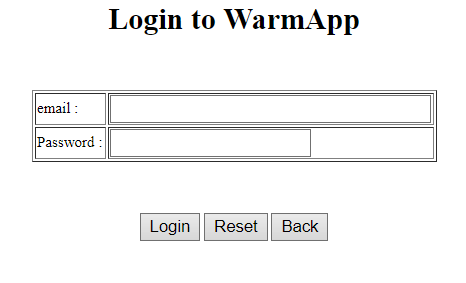 Login to WarmApp
email :
Password :
Login Reset Back